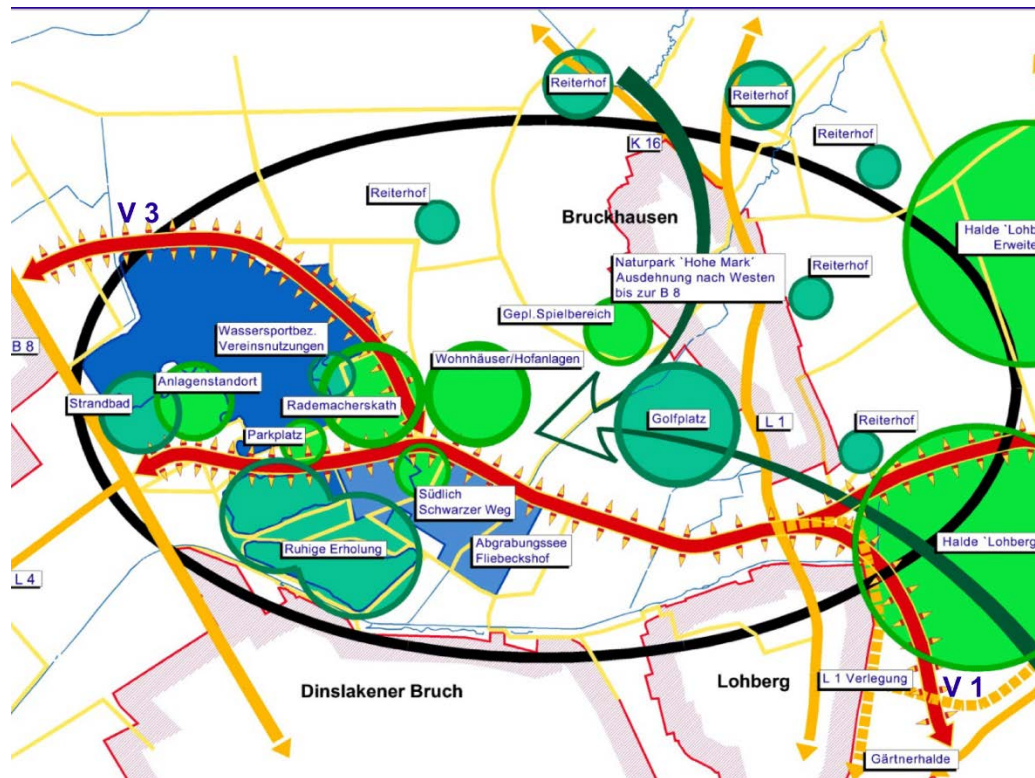 Reiterhof
Reiterhof
K 16
Reiterhof
Reiterhof
V 3
Bruckhausen
Halde `Lohb
Erweite
Naturpark `Hohe Mark´
Ausdehnung nach Westen
bis zur B 8
Reiterhof
Gepl.Spielbereich
B 8
Wassersportbez.
Vereinsnutzungen
Wohnhäuser/Hofanlagen
Anlagenstandort
Strandbad
Rademacherskath
Golfplatz
L 1
Reiterhof
Parkplatz
Südlich
Schwarzer Weg
Ruhige Erholung
Abgrabungssee
Fliebeckshof
Halde `Lohberg
L 4
Dinslakener Bruch
Lohberg
L 1 Verlegung
V 1
Gärtnerhalde